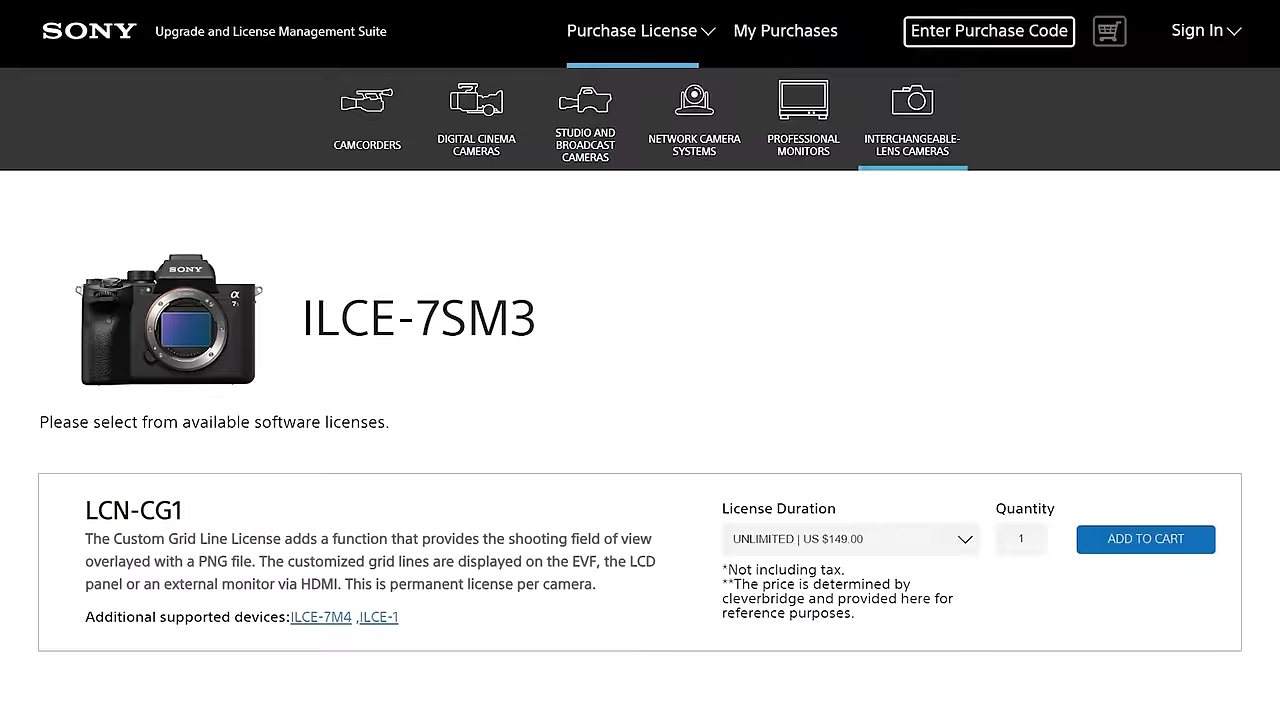 SONY Upgrade and License Management Suite Purchase License My Purchases Enter Purchase Code Sign In
CAMCORDERS
DIGITAL CINEMA
CAMERAS
STUDIO AND
BROADCAST
CAMERAS
NETWORK CAMERA
SYSTEMS
PROFESSIONAL
MONITORS
INTERCHANGEABLE-
LENS CAMERAS
SONY
α
7S
ILCE-7SM3
Please select from available software licenses.
LCN-CG1
The Custom Grid Line License adds a function that provides the shooting field of view
overlayed with a PNG file. The customized grid lines are displayed on the EVF, the LCD
panel or an external monitor via HDMI. This is permanent license per camera.
Additional supported devices:ILCE-7M4 ,ILCE-1
License Duration
UNLIMITED | US $149.00
*Not including tax.
**The price is determined by
cleverbridge and provided here for
reference purposes.
Quantity
1
ADD TO CART